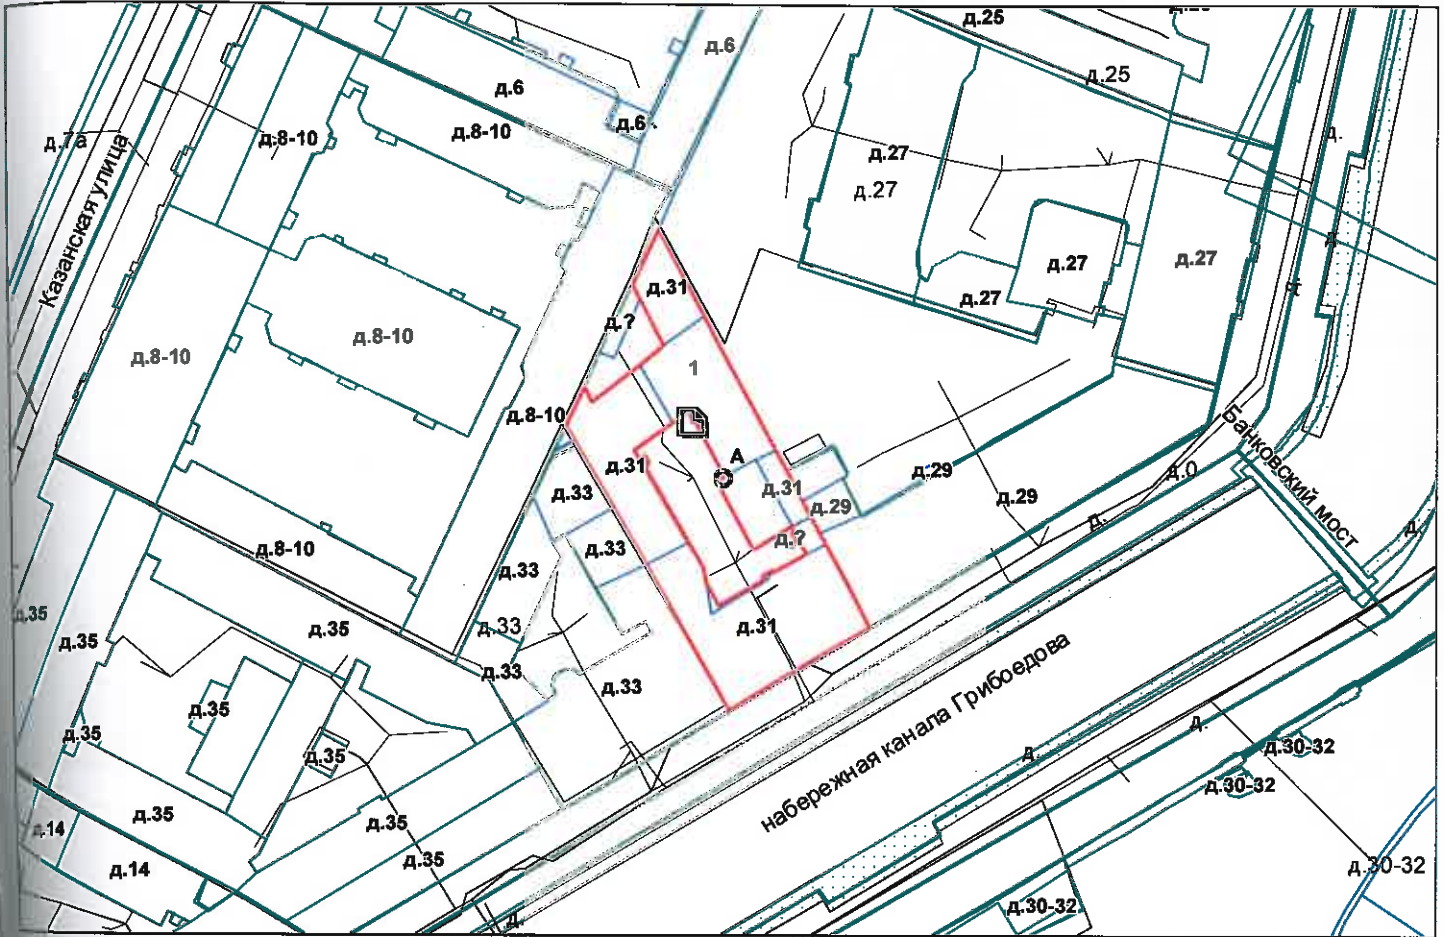 д.25
д.6
д.25
д.6
д.6
д.8-10
д.8-10
д.
д.7а
д.27
д.27
Казанская улица
д.27
д.27
д.27
д.
д.31
д.?
д.8-10
д.8-10
1
д.8-10
Банковский мост
А
д.31
д.33
д.31
д.29
д.29
д.29
д.0
д.
д.
д.?
д.33
д.8-10
д.33
д.35
д.35
д.35
д.33
д.31
д.33
д.33
набережная канала Грибоедова
д.35
д.35
д.35
д.
д.
д.30-32
д.30-32
д.35
д.35
д.14
д.35
д.14
д.30-32
д.30-32
д.